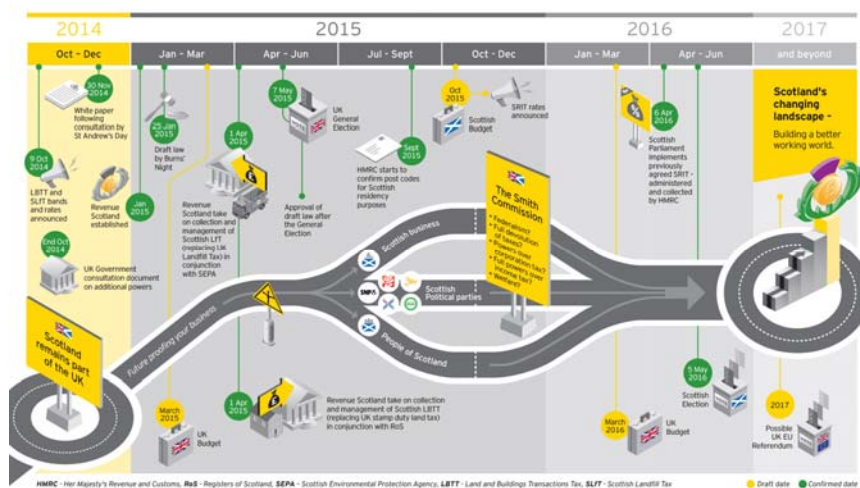 2014
2015
2016
2017
Oct - Dec
Jan - Mar
Apr - Jun
Jul - Sept
Oct - Dec
Jan - Mar
Apr - Jun
and beyond
30 Nov
2014
White paper
following
consultation by
St Andrew's Day
9 Oct
2014
LBTT and
SLfT bands
and rates
announced
Revenue
Scotland
established
End Oct
2014
UK Government
consultation document
on additional powers
Scotland
remains part
of the UK
Jan
2015
25 Jan
2015
Draft law
by Burns'
Night
1 Apr
2015
Revenue Scotland take
on collection and
management of
Scottish LfT
(replacing UK
Landfill Tax) in
conjunction
with SEPA
7 May
2015
VOTE
UK
General
Election
Approval of
draft law after
the General
Election
Sept
2015
HMRC starts to
confirm post codes
for Scottish
residency
purposes
Oct
2015
Scottish
Budget
SRIT rates
announced
The Smith
Commission
• Federalism?
• Full devolution
of taxes?
• Powers over
corporation tax?
• Full powers over
income tax?
• Welfare?
6 Apr
2016
Scottish
Parliament
implements
previously
agreed SRIT -
administered
and collected
by HMRC
Scotland's
changing
landscape -
Building a better
working world.
Future proofing your business
Scottish business
SNP
Scottish
Political parties
People of Scotland
March
2015
UK
Budget
1 Apr
2015
Revenue Scotland take on collection
and management of Scottish LBTT
(replacing UK stamp duty land tax)
in conjunction with RoS
March
2016
UK
Budget
5 May
2016
Scottish
Election
2017
Possible
UK EU
Referendum
HMRC - Her Majesty's Revenue and Customs, RoS - Registers of Scotland, SEPA - Scottish Environmental Protection Agency, LBTT - Land and Buildings Transactions Tax, SLfT - Scottish Landfill Tax
Draft date
Confirmed date